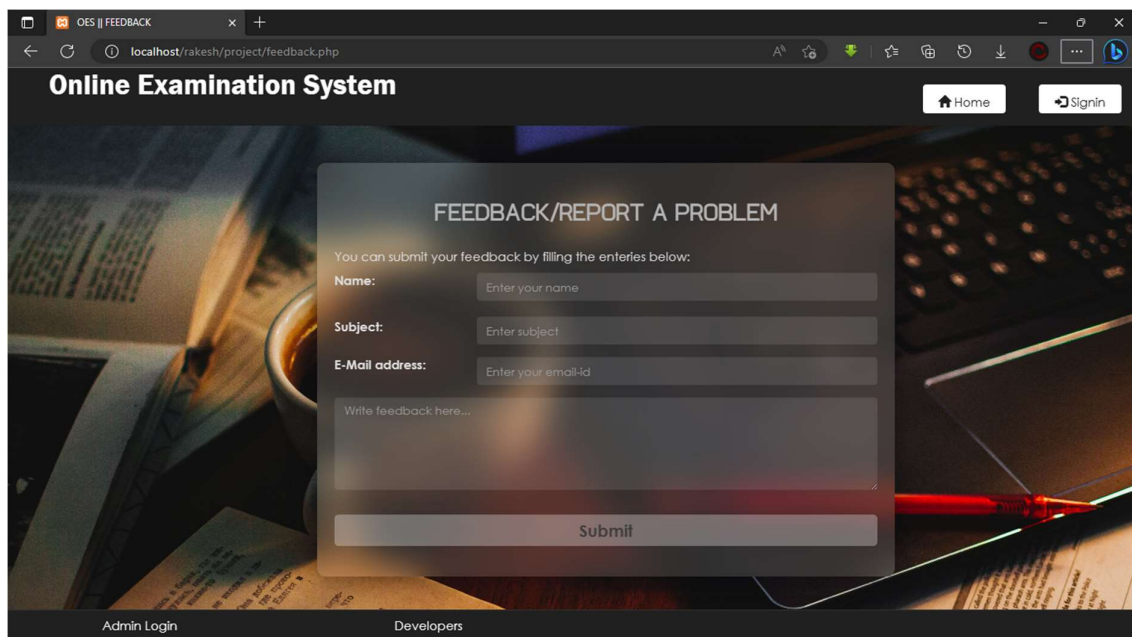 OES || FEEDBACK
localhost/rakesh/project/feedback.php
Online Examination System
Home
Signin
FEEDBACK/REPORT A PROBLEM
You can submit your feedback by filling the enteries below:
Name:
Enter your name
Subject:
Enter subject
E-Mail address:
Enter your email-id
Write feedback here...
Submit
Admin Login
Developers